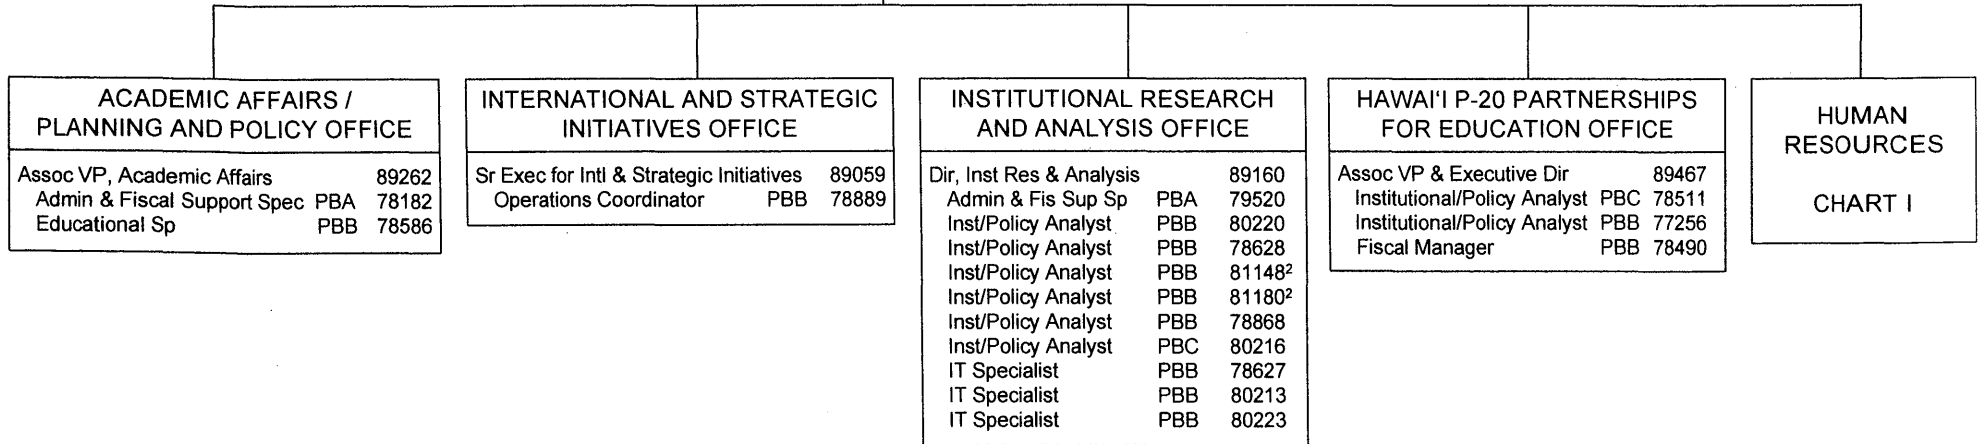 ACADEMIC AFFAIRS /
PLANNING AND POLICY OFFICE
Assoc VP, Academic Affairs 89262
Admin & Fiscal Support Spec PBA 78182
Educational Sp PBB 78586
INTERNATIONAL AND STRATEGIC
INITIATIVES OFFICE
Sr Exec for Intl & Strategic Initiatives 89059
Operations Coordinator PBB 78889
INSTITUTIONAL RESEARCH
AND ANALYSIS OFFICE
Dir, Inst Res & Analysis 89160
Admin & Fis Sup Sp PBA 79520
Inst/Policy Analyst PBB 80220
Inst/Policy Analyst PBB 78628
Inst/Policy Analyst PBB 81148²
Inst/Policy Analyst PBB 81180²
Inst/Policy Analyst PBB 78868
Inst/Policy Analyst PBC 80216
IT Specialist PBB 78627
IT Specialist PBB 80213
IT Specialist PBB 80223
HAWAI‘I P-20 PARTNERSHIPS
FOR EDUCATION OFFICE
Assoc VP & Executive Dir 89467
Institutional/Policy Analyst PBC 78511
Institutional/Policy Analyst PBB 77256
Fiscal Manager PBB 78490
HUMAN
RESOURCES
CHART I